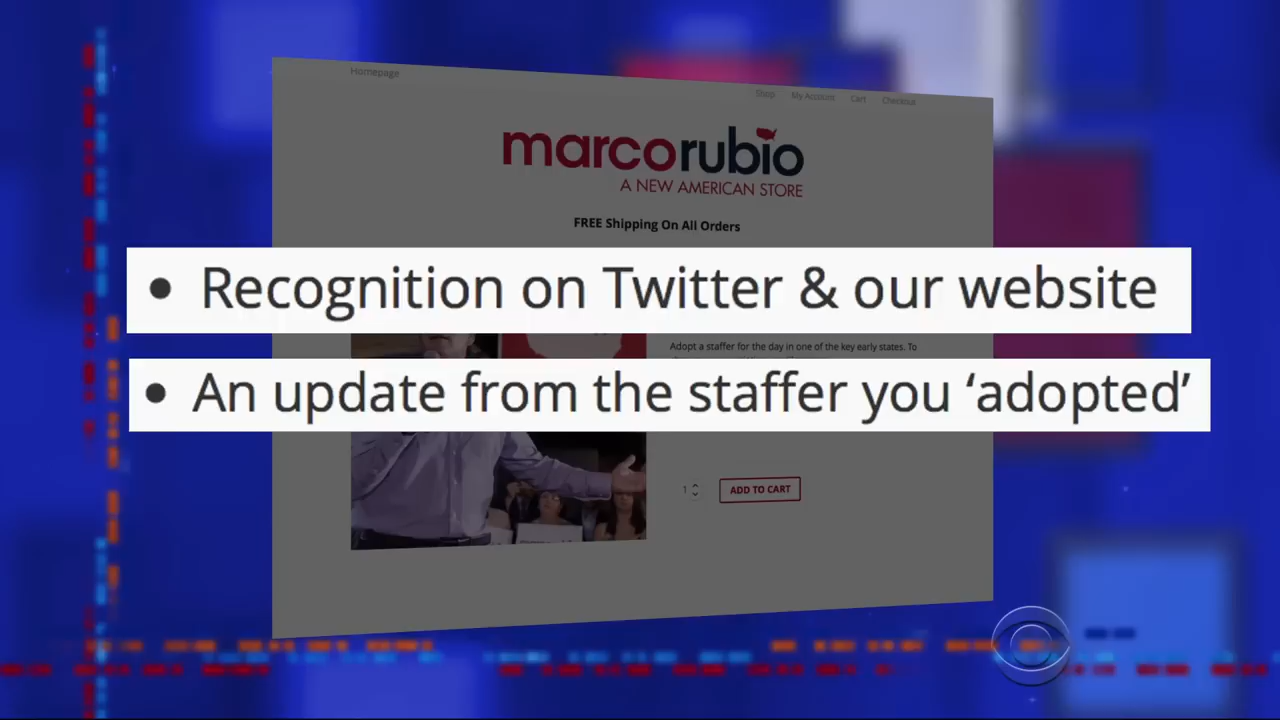 Homepage
Shop My Account Cart Checkout
marcorubio
A NEW AMERICAN STORE
FREE Shipping On All Orders
• Recognition on Twitter & our website
Adopt a staffer for the day in one of the key early states. To
• An update from the staffer you ‘adopted’
1 ADD TO CART